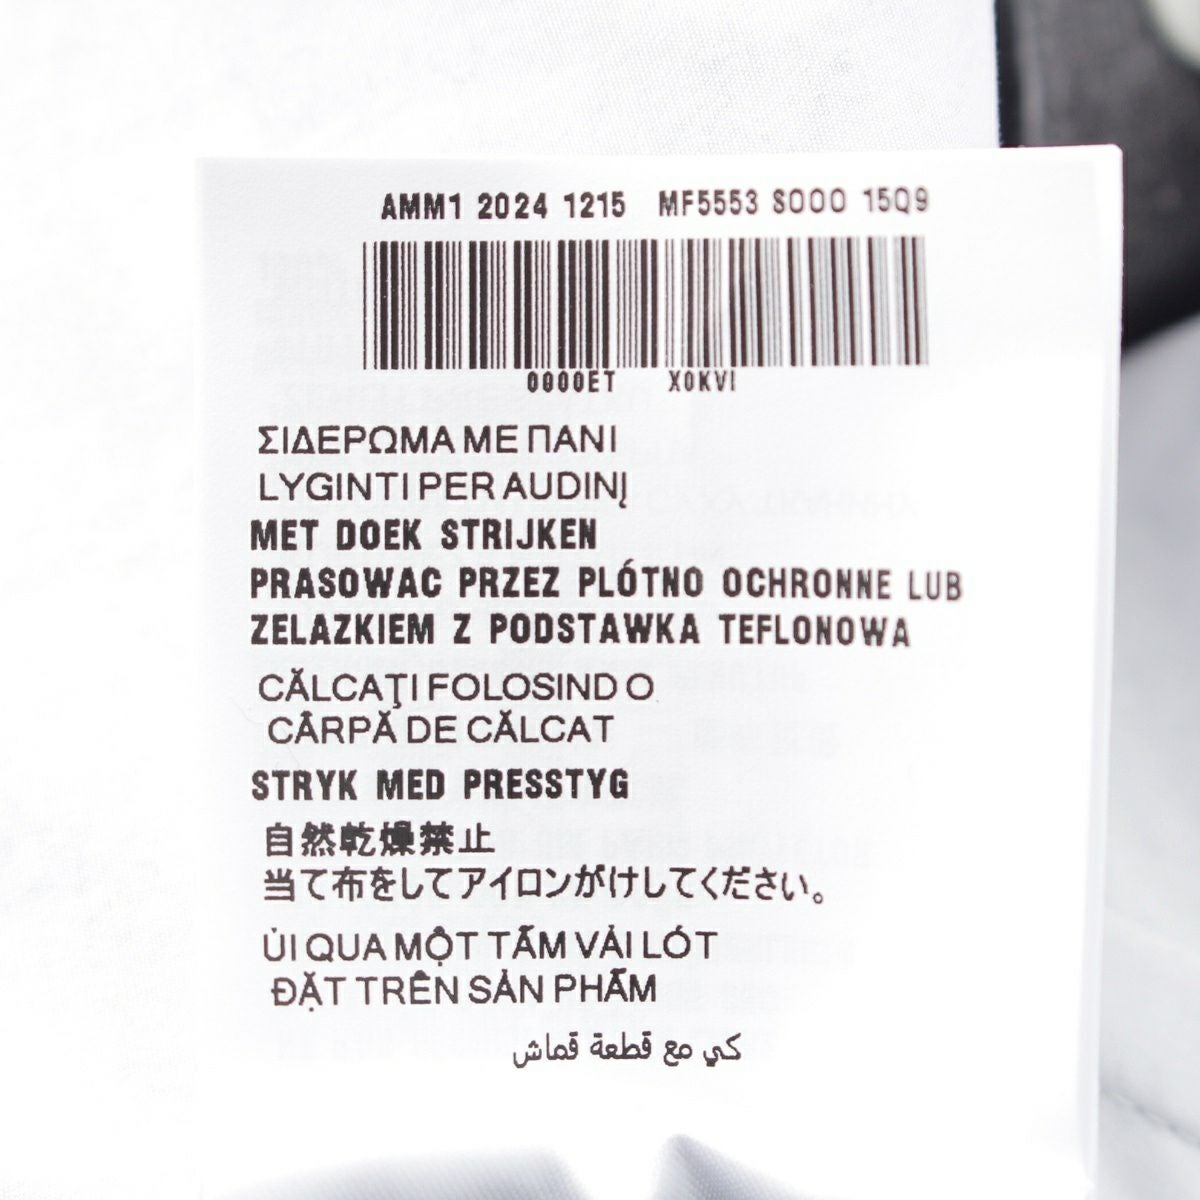 AMM1 2024 1215 MF5553 S000 15Q9
0000ET X0KVI
ΣΙΔΕΡΩΜΑ ΜΕ ΠΑΝΙ
LYGINTI PER AUDINĮ
MET DOEK STRIJKEN
PRASOWAC PRZEZ PLÓTNO OCHRONNE LUB
ZELAZKIEM Z PODSTAWKA TEFLONOWA
CĂLCAŢI FOLOSIND O
CÂRPĂ DE CĂLCAT
STRYK MED PRESSTYG
自然乾燥禁止
当て布をしてアイロンがけしてください。
ỦI QUA MỘT TẤM VẢI LÓT
ĐẶT TRÊN SẢN PHẨM
كي مع قطعة قماش